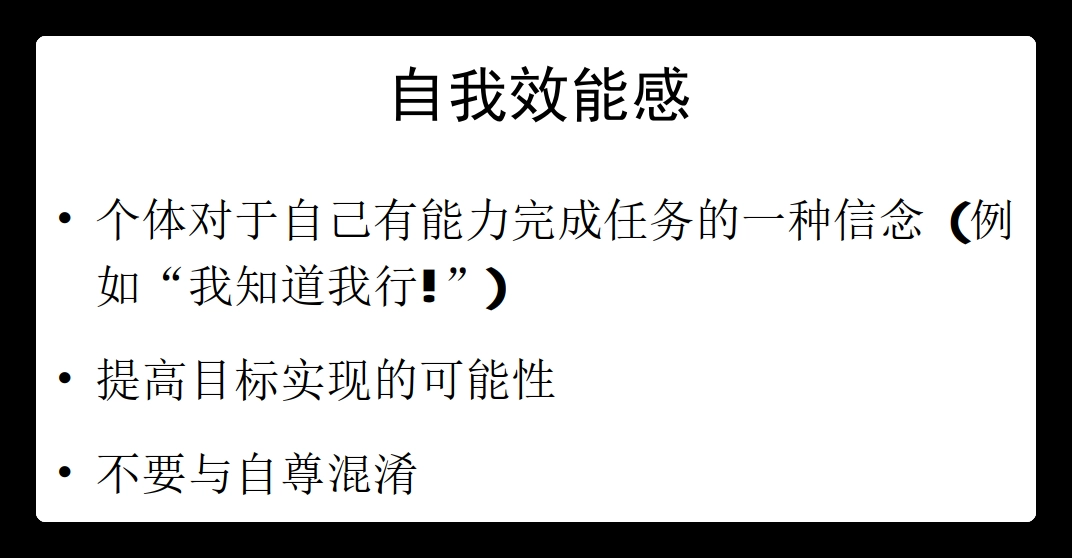 自我效能感
• 个体对于自己有能力完成任务的一种信念 (例
如“我知道我行!”)
• 提高目标实现的可能性
• 不要与自尊混淆